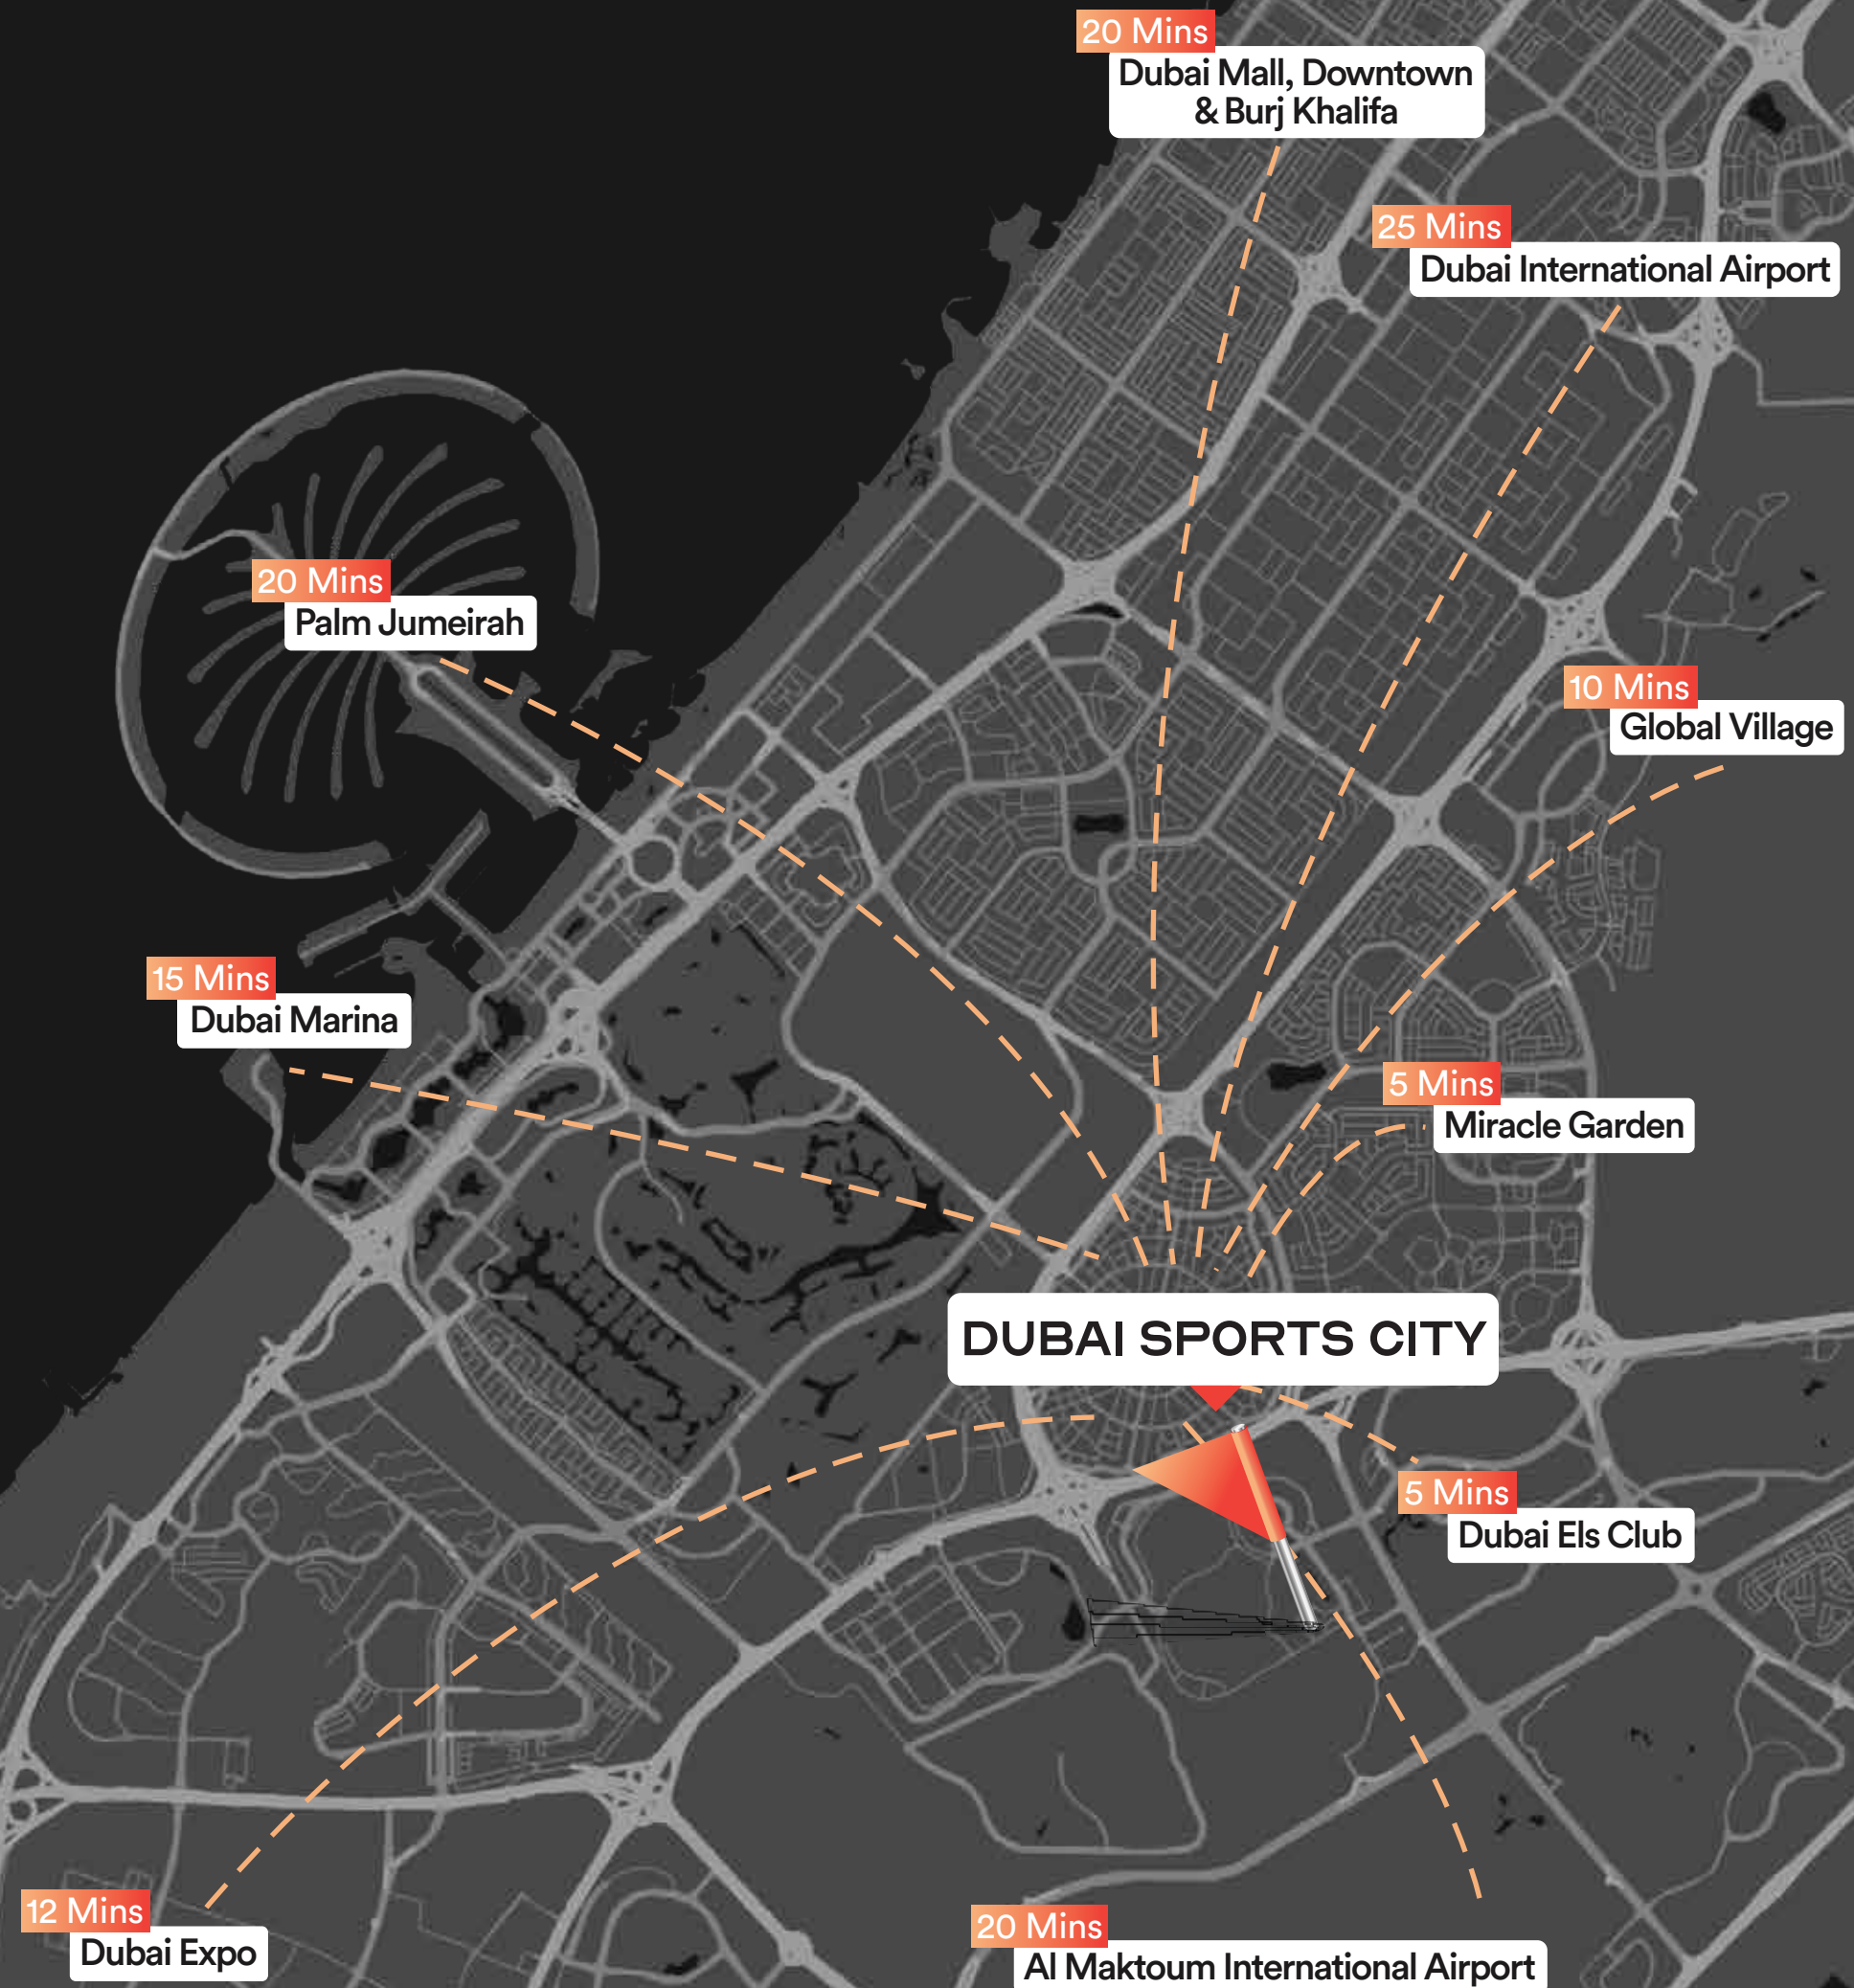 20 Mins
Dubai Mall, Downtown
& Burj Khalifa
25 Mins
Dubai International Airport
20 Mins
Palm Jumeirah
10 Mins
Global Village
15 Mins
Dubai Marina
5 Mins
Miracle Garden
DUBAI SPORTS CITY
5 Mins
Dubai Els Club
12 Mins
Dubai Expo
20 Mins
Al Maktoum International Airport